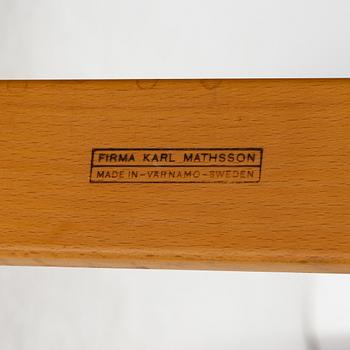 FIRMA KARL MATHSSON
MADE IN-VÄRNAMO-SWEDEN